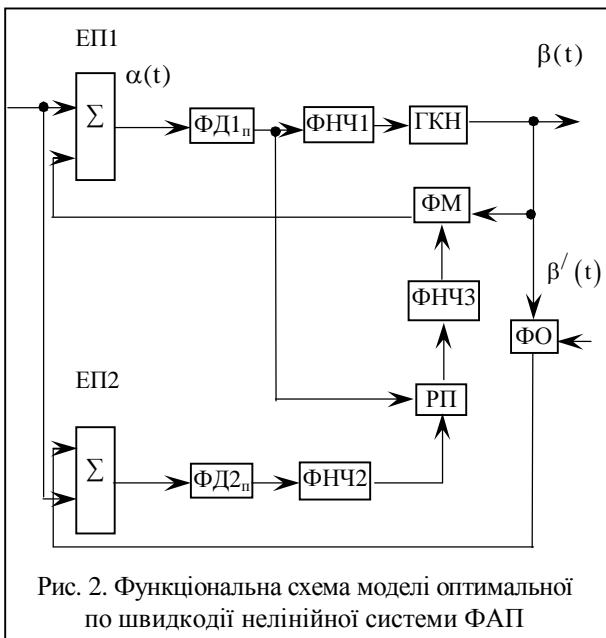 ЕП1
α(t)
β(t)
Σ
ФД1п
ФНЧ1
ГКН
ФМ
β/ (t)
ФНЧ3
ФО
ЕП2
РП
Σ
ФД2п
ФНЧ2
Рис. 2. Функціональна схема моделі оптимальної
по швидкодії нелінійної системи ФАП